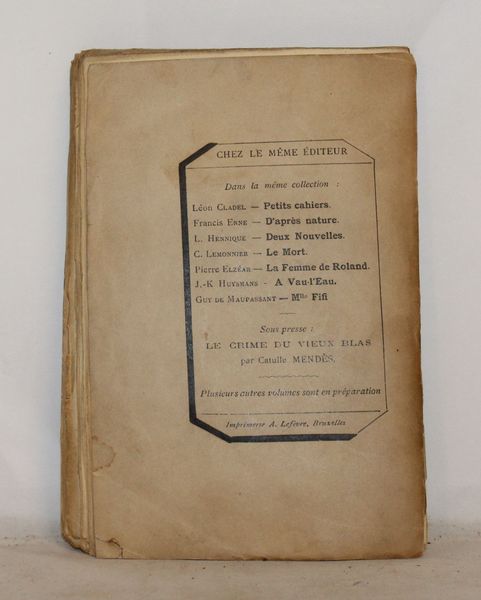 CHEZ LE MÊME ÉDITEUR
Dans la même collection :
Léon Cladel — Petits cahiers.
Francis Enne — D'après nature.
L. Hennique — Deux Nouvelles.
C. Lemonnier — Le Mort.
Pierre Elzéar — La Femme de Roland.
J.-K Huysmans - A Vau-l'Eau.
Guy de Maupassant — Mlle Fifi
Sous presse :
LE CRIME DU VIEUX BLAS
par Catulle MENDÈS.
Plusieurs autres volumes sont en préparation
Imprimerie A. Lefèvre, Bruxelles